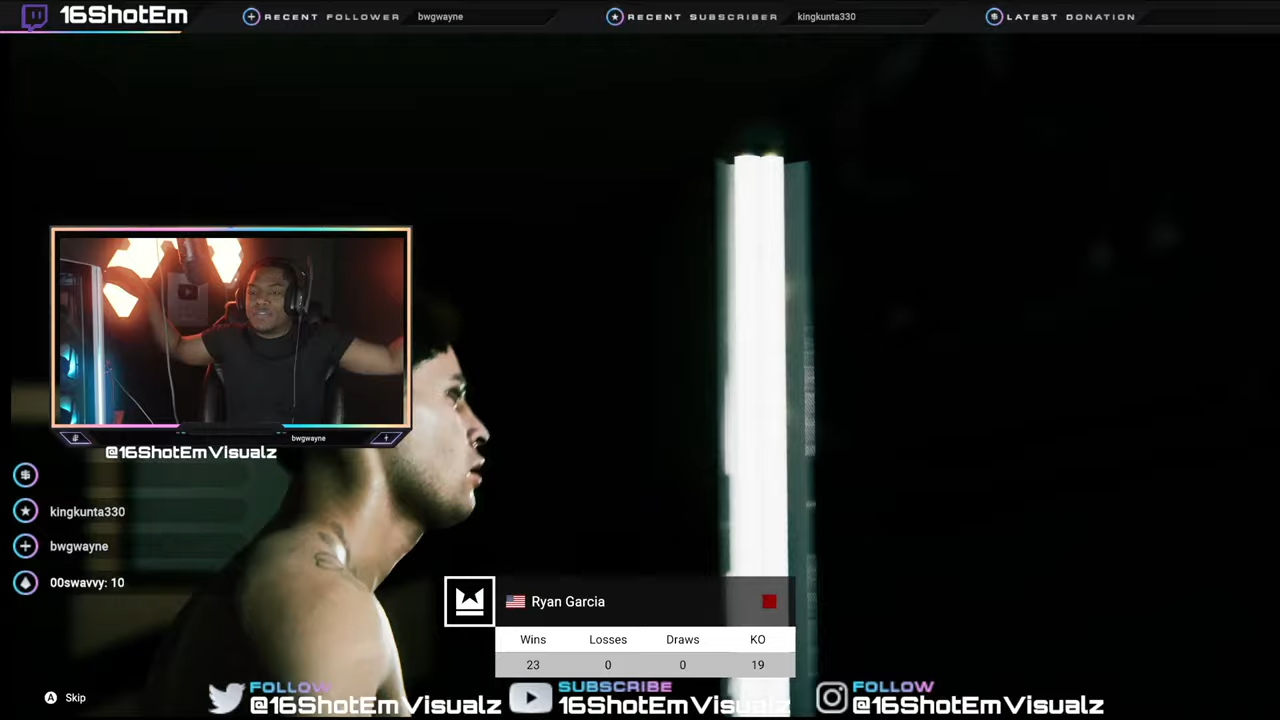 16ShotEm
RECENT FOLLOWER bwgwayne
RECENT SUBSCRIBER kingkunta330
LATEST DONATION
bwgwayne
@16ShotEmVisualz
kingkunta330
bwgwayne
00swavvy: 10
Ryan Garcia
Wins Losses Draws KO
23 0 0 19
A Skip
FOLLOW
@16ShotEmVisualz
SUBSCRIBE
16ShotEmVisualz
FOLLOW
@16ShotEmVisualz